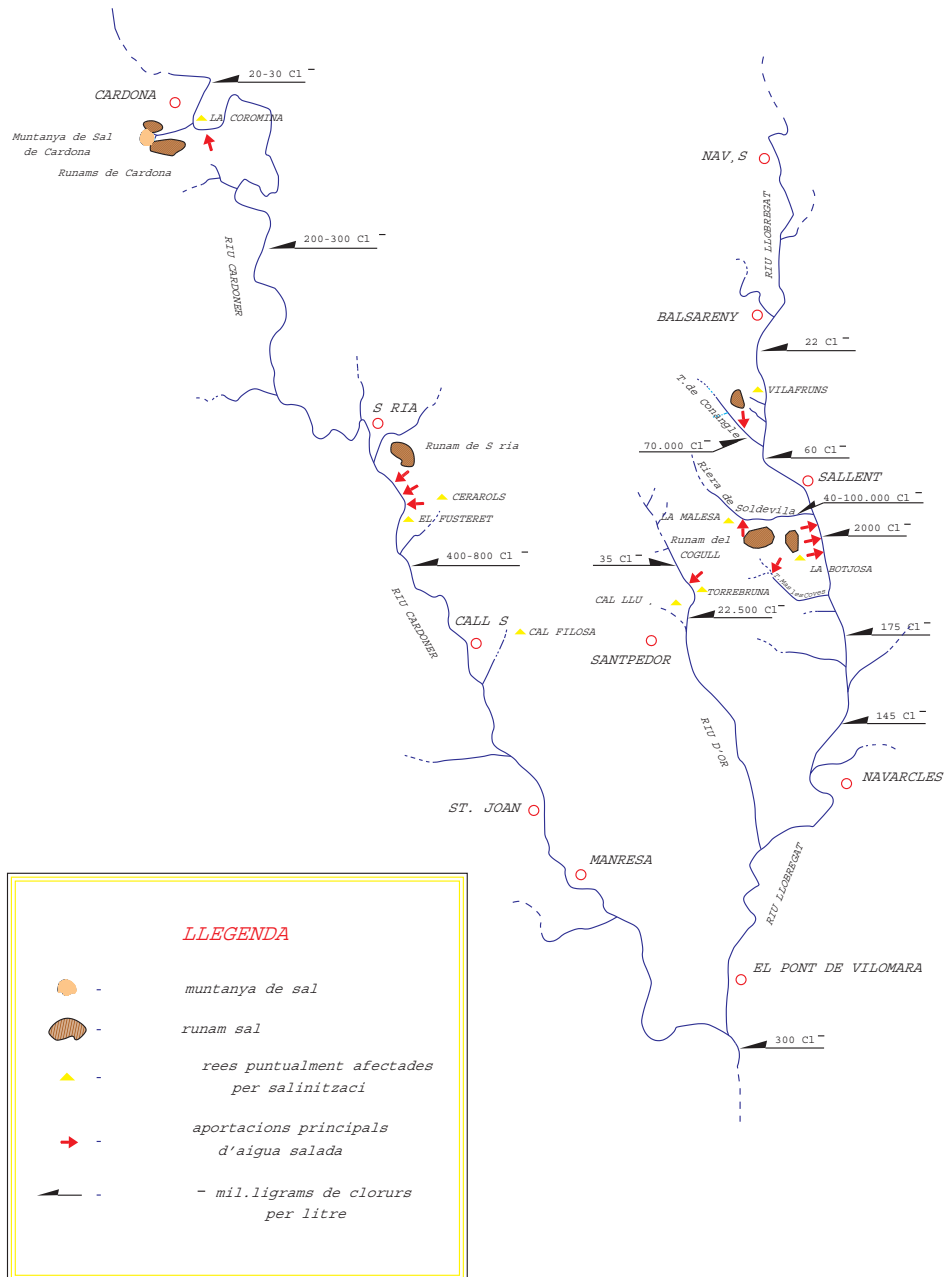 20-30 Cl⁻
CARDONA
LA COROMINA
Muntanya de Sal
de Cardona
Runams de Cardona
NAV,S
RIU LLOBREGAT
RIU CARDONER
200-300 Cl⁻
BALSARENY
22 Cl⁻
T.de Conangle
VILAFRUNS
S RIA
Runam de S ria
70.000 Cl⁻
60 Cl⁻
SALLENT
Riera de Soldevila
40-100.000 Cl⁻
CERAROLS
EL FUSTERET
LA MALESA
2000 Cl⁻
Runam del
COGULL
400-800 Cl⁻
35 Cl⁻
LA BOTJOSA
T.MaslesCoves
TORREBRUNA
CAL LLU
RIU CARDONER
22.500 Cl⁻
CALL S
CAL FILOSA
175 Cl⁻
SANTPEDOR
RIU D'OR
145 Cl⁻
NAVARCLES
ST. JOAN
MANRESA
RIU LLOBREGAT
EL PONT DE VILOMARA
300 Cl⁻
LLEGENDA
- muntanya de sal
- runam sal
- rees puntualment afectades
per salinitzaci
- aportacions principals
d'aigua salada
- ⁻ mil.ligrams de clorurs
per litre